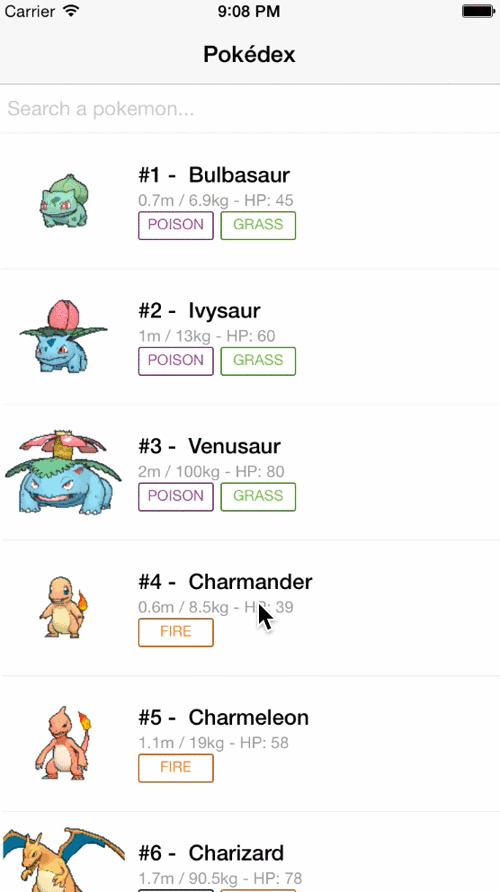 Carrier 9:08 PM
Pokédex
Search a pokemon...
#1 - Bulbasaur
0.7m / 6.9kg - HP: 45
POISON GRASS
#2 - Ivysaur
1m / 13kg - HP: 60
POISON GRASS
#3 - Venusaur
2m / 100kg - HP: 80
POISON GRASS
#4 - Charmander
0.6m / 8.5kg - HP: 39
FIRE
#5 - Charmeleon
1.1m / 19kg - HP: 58
FIRE
#6 - Charizard
1.7m / 90.5kg - HP: 78